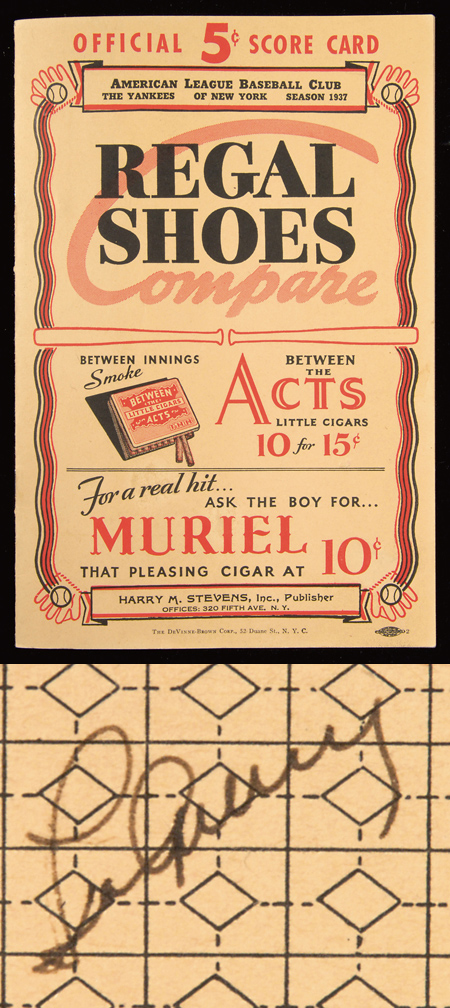 OFFICIAL 5¢ SCORE CARD
AMERICAN LEAGUE BASEBALL CLUB
THE YANKEES OF NEW YORK SEASON 1937
REGAL
SHOES
Compare
BETWEEN INNINGS
Smoke
BETWEEN
THE
LITTLE CIGARS
ACTS
BETWEEN
THE
ACTS
LITTLE CIGARS
10 for 15¢
For a real hit...
ASK THE BOY FOR...
MURIEL
THAT PLEASING CIGAR AT 10¢
HARRY M. STEVENS, Inc., Publisher
OFFICES: 320 FIFTH AVE. N. Y.
THE DEVINNE-BROWN CORP., 52 Duane St., N. Y. C.
2